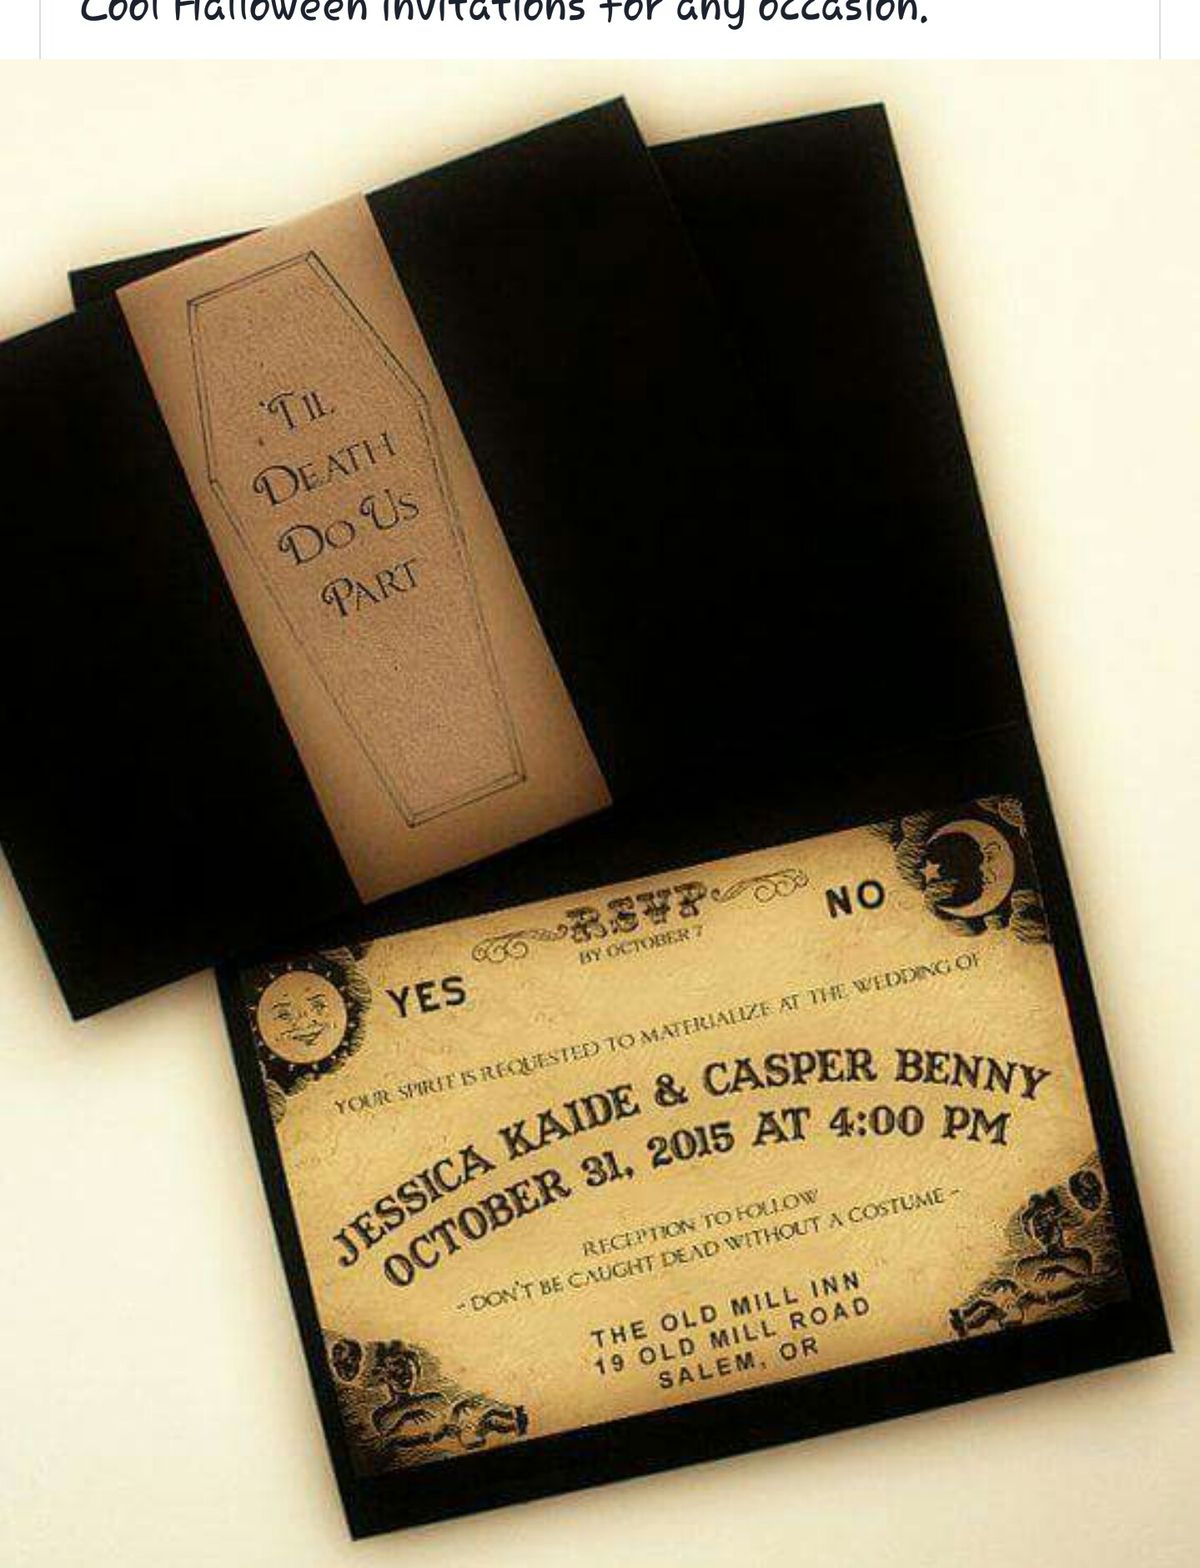 Cool Halloween invitations for any occasion.
'TIL
DEATH
DO US
PART
RSVP
BY OCTOBER 7
YES
NO
YOUR SPIRIT IS REQUESTED TO MATERIALIZE AT THE WEDDING OF
JESSICA KAIDE & CASPER BENNY
OCTOBER 31, 2015 AT 4:00 PM
RECEPTION TO FOLLOW
- DON'T BE CAUGHT DEAD WITHOUT A COSTUME -
THE OLD MILL INN
19 OLD MILL ROAD
SALEM, OR